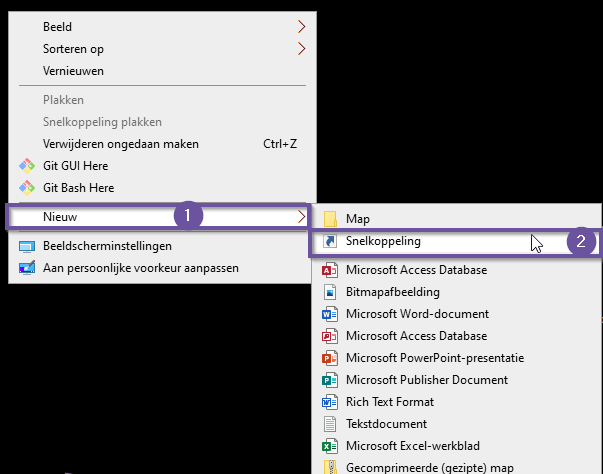 Beeld
Sorteren op
Vernieuwen
Plakken
Snelkoppeling plakken
Verwijderen ongedaan maken Ctrl+Z
Git GUI Here
Git Bash Here
Nieuw 1
Beeldscherminstellingen
Aan persoonlijke voorkeur aanpassen
Map
Snelkoppeling 2
Microsoft Access Database
Bitmapafbeelding
Microsoft Word-document
Microsoft Access Database
Microsoft PowerPoint-presentatie
Microsoft Publisher Document
Rich Text Format
Tekstdocument
Microsoft Excel-werkblad
Gecomprimeerde (gezipte) map